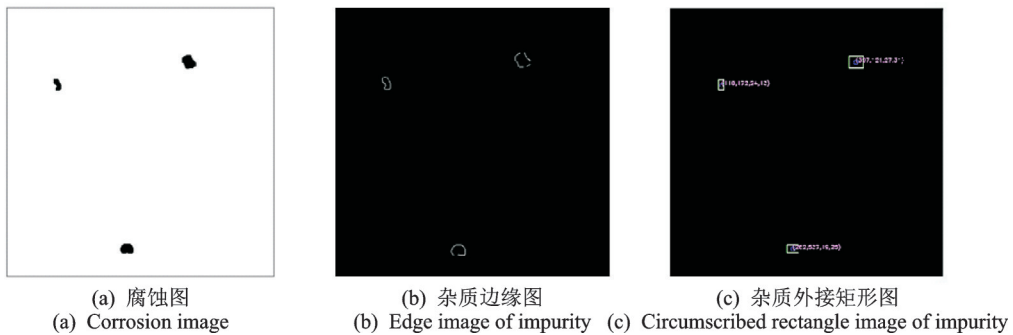 (a) 腐蚀图
(a) Corrosion image
(b) 杂质边缘图
(b) Edge image of impurity
(c) 杂质外接矩形图
(c) Circumscribed rectangle image of impurity